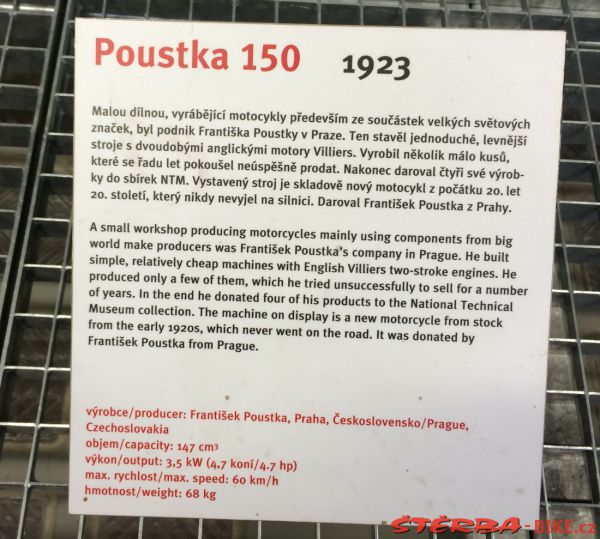 Poustka 150 1923
Malou dílnou, vyrábějící motocykly především ze součástek velkých světových
značek, byl podnik Františka Poustky v Praze. Ten stavěl jednoduché, levnější
stroje s dvoudobými anglickými motory Villiers. Vyrobil několik málo kusů,
které se řadu let pokoušel neúspěšně prodat. Nakonec daroval čtyři své výrob-
ky do sbírek NTM. Vystavený stroj je skladově nový motocykl z počátku 20. let
20. století, který nikdy nevyjel na silnici. Daroval František Poustka z Prahy.
A small workshop producing motorcycles mainly using components from big
world make producers was František Poustka's company in Prague. He built
simple, relatively cheap machines with English Villiers two-stroke engines. He
produced only a few of them, which he tried unsuccessfully to sell for a number
of years. In the end he donated four of his products to the National Technical
Museum collection. The machine on display is a new motorcycle from stock
from the early 1920s, which never went on the road. It was donated by
František Poustka from Prague.
výrobce/producer: František Poustka, Praha, Československo/Prague,
Czechoslovakia
objem/capacity: 147 cm³
výkon/output: 3,5 kW (4,7 koní/4.7 hp)
max. rychlost/max. speed: 60 km/h
hmotnost/weight: 68 kg
ŠTĚRBA-BIKE.cz